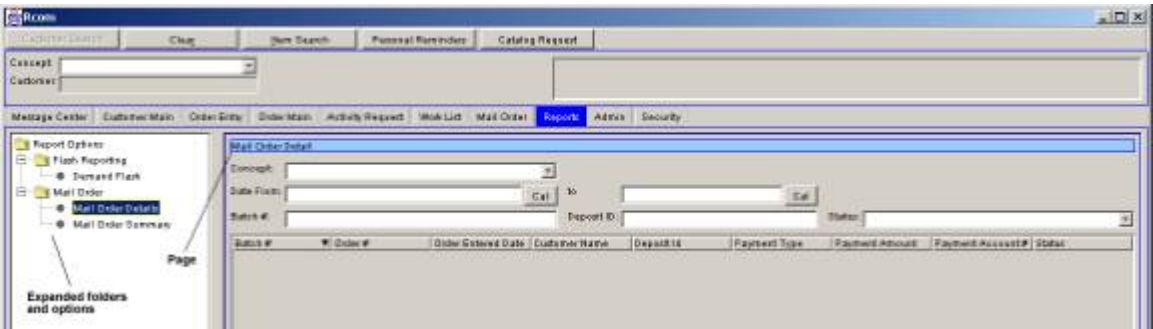 Rcom
Customer Search Clear Item Search Personal Reminders Catalog Request
Concept:
Customer:
Message Center Customer Main Order Entry Order Main Activity Request Work List Mail Order Reports Admin Security
Report Options
Flash Reporting
Demand Flash
Mail Order
Mail Order Details
Mail Order Summary
Page
Expanded folders
and options
Mail Order Detail
Concept:
Date From: Cal to Cal
Batch #: Deposit ID: Status:
Batch # Order # Order Entered Date Customer Name Deposit Id Payment Type Payment Amount Payment Account # Status